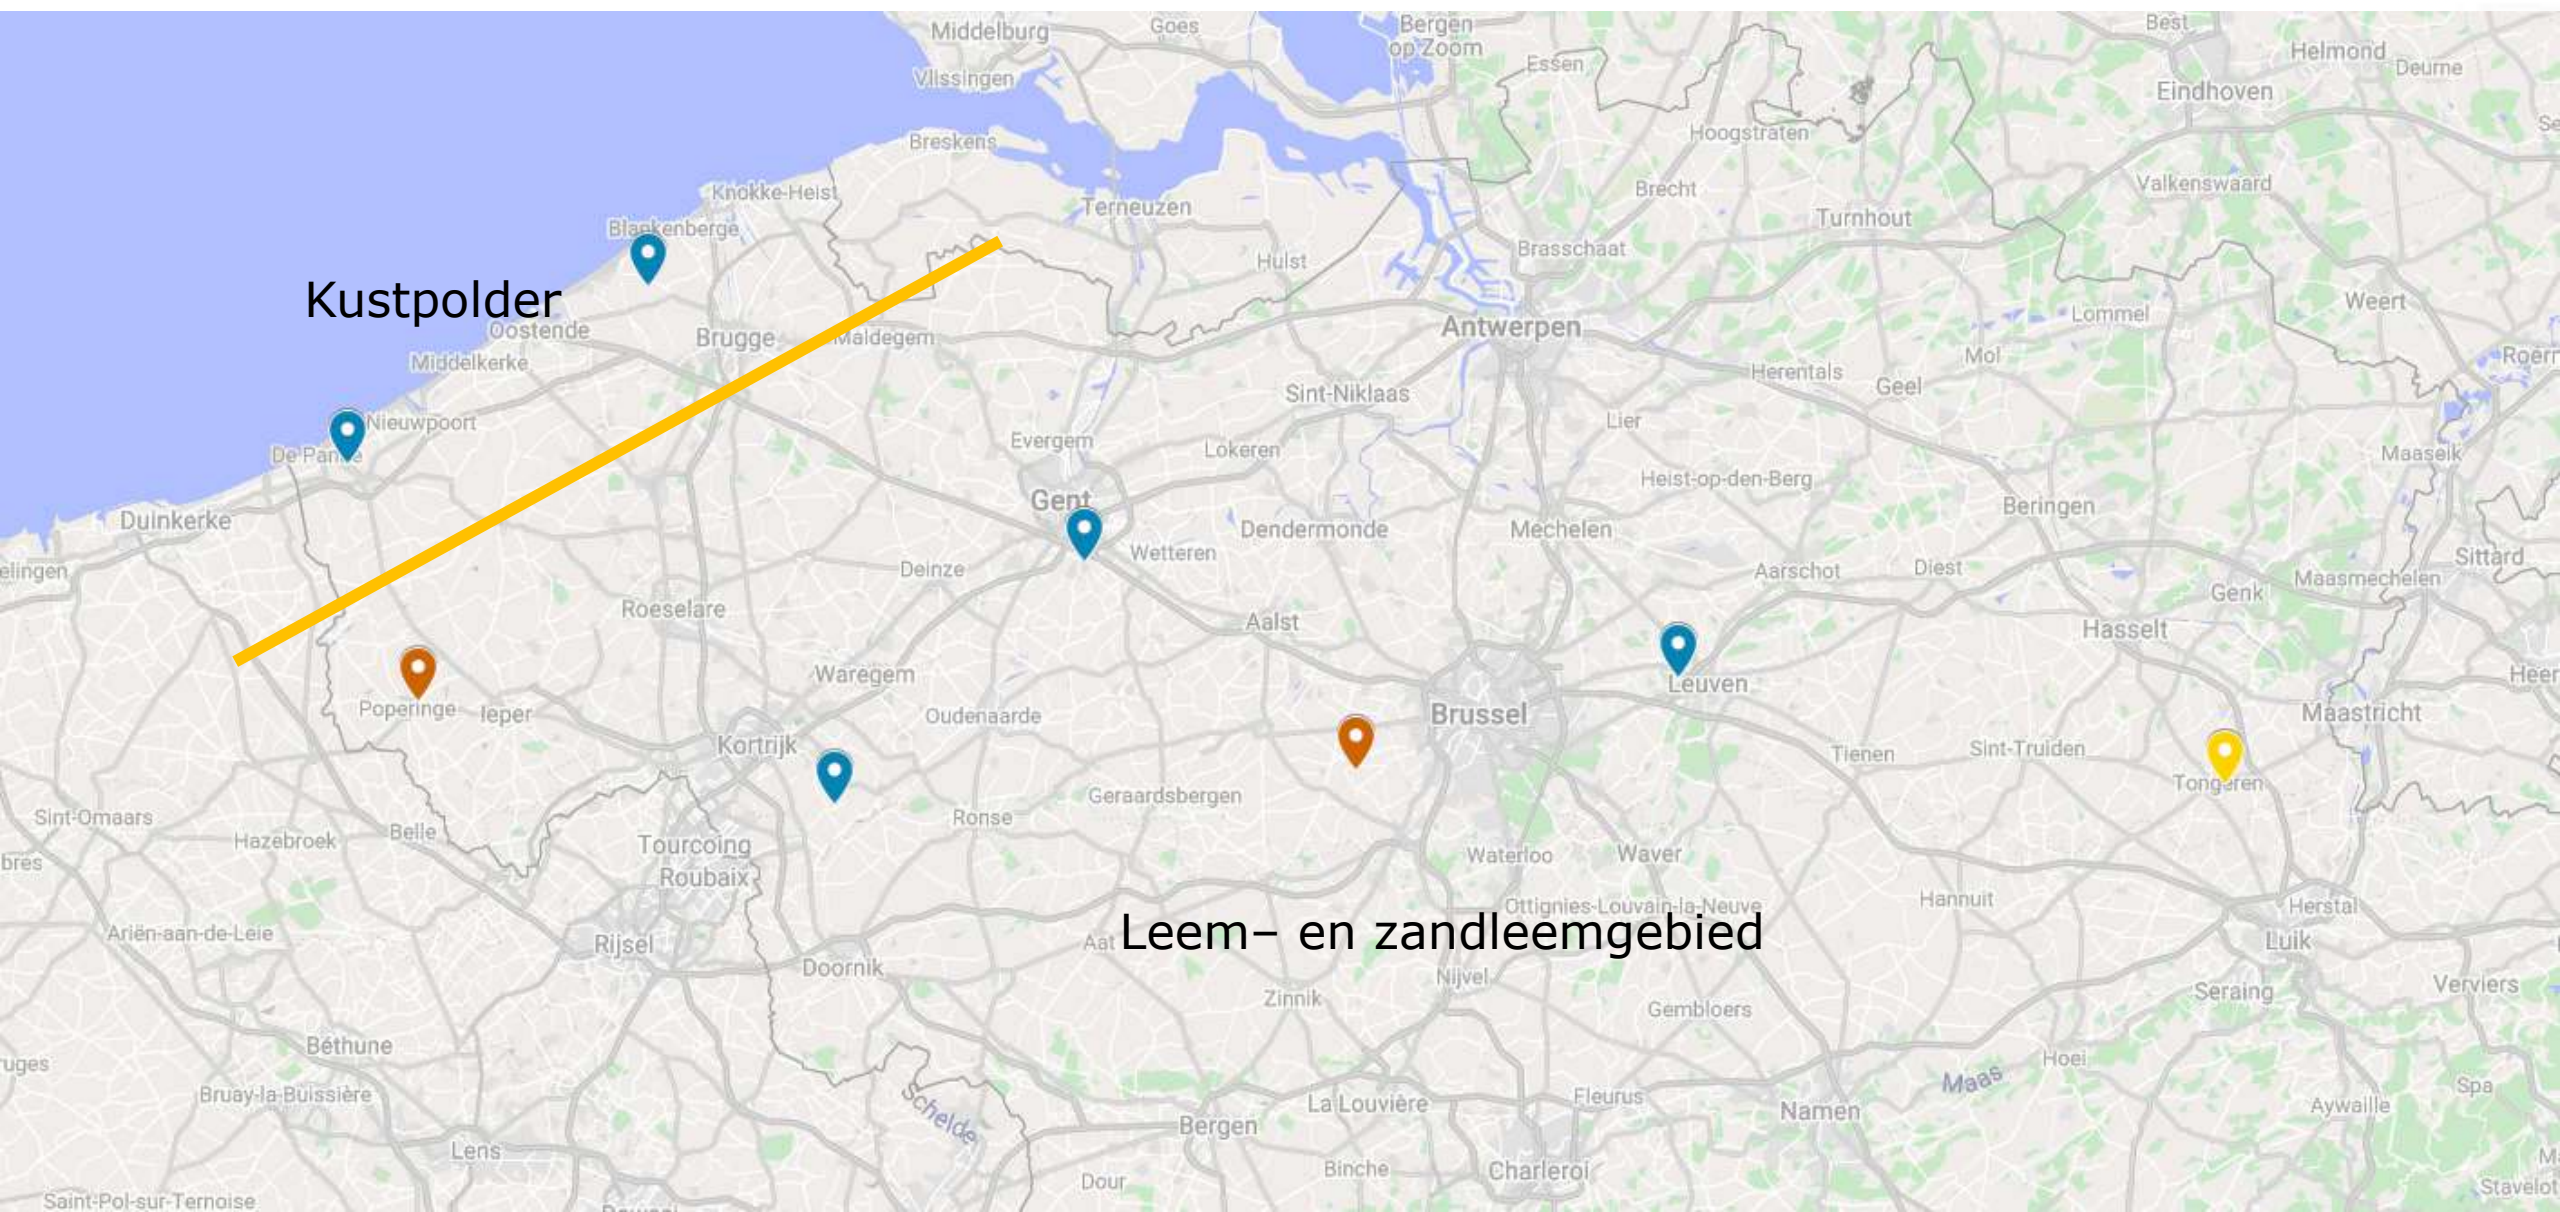 Middelburg
Goes
Bergen
op Zoom
Best
Helmond
Deurne
Vlissingen
Essen
Eindhoven
Breskens
Hoogstraten
Knokke-Heist
Brecht
Valkenswaard
Terneuzen
Turnhout
Blankenberge
Brasschaat
Hulst
Kustpolder
Oostende
Brugge
Maldegem
Antwerpen
Lommel
Weert
Middelkerke
Mol
Herentals
Geel
Sint-Niklaas
Nieuwpoort
Lier
De Panne
Evergem
Lokeren
Maaseik
Heist-op-den-Berg
Gent
Beringen
Duinkerke
Dendermonde
Mechelen
Wetteren
Sittard
elingen
Deinze
Aarschot
Diest
Maasmechelen
Genk
Roeselare
Aalst
Hasselt
Waregem
Heer
Leuven
Poperinge
Ieper
Oudenaarde
Brussel
Maastricht
Kortrijk
Tienen
Sint-Truiden
Tongeren
Geraardsbergen
Sint-Omaars
Ronse
Hazebroek
Belle
Tourcoing
Roubaix
Waterloo
Waver
bres
Hannuit
Ottignies-Louvain-la-Neuve
Herstal
Ariën-aan-de-Leie
Rijsel
Aat
Leem– en zandleemgebied
Luik
Doornik
Nijvel
Zinnik
Seraing
Verviers
Gembloers
Béthune
Hoei
uges
Maas
Spa
Bruay-la-Buissière
Schelde
La Louvière
Fleurus
Namen
Aywaille
Bergen
Lens
Binche
Charleroi
Dour
Stavelot
Saint-Pol-sur-Ternoise